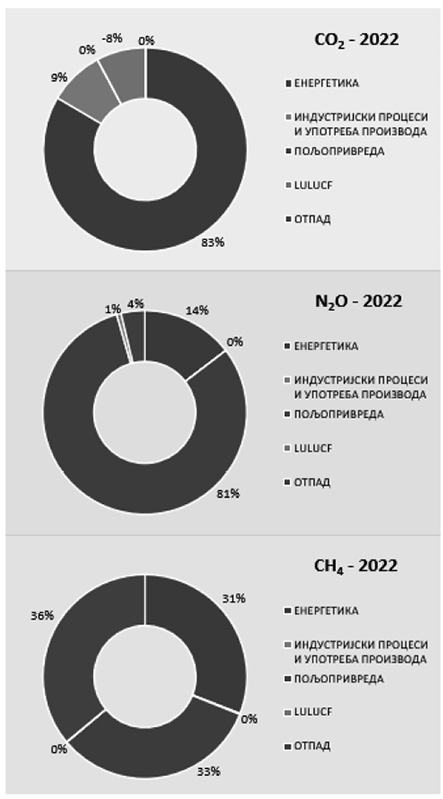 CO₂ - 2022
-8%
0%
0%
9%
83%
ЕНЕРГЕТИКА
ИНДУСТРИЈСКИ ПРОЦЕСИ
И УПОТРЕБА ПРОИЗВОДА
ПОЉОПРИВРЕДА
LULUCF
ОТПАД
N₂O - 2022
1%
4%
14%
0%
81%
ЕНЕРГЕТИКА
ИНДУСТРИЈСКИ ПРОЦЕСИ
И УПОТРЕБА ПРОИЗВОДА
ПОЉОПРИВРЕДА
LULUCF
ОТПАД
CH₄ - 2022
36%
31%
0%
0%
33%
ЕНЕРГЕТИКА
ИНДУСТРИЈСКИ ПРОЦЕСИ
И УПОТРЕБА ПРОИЗВОДА
ПОЉОПРИВРЕДА
LULUCF
ОТПАД